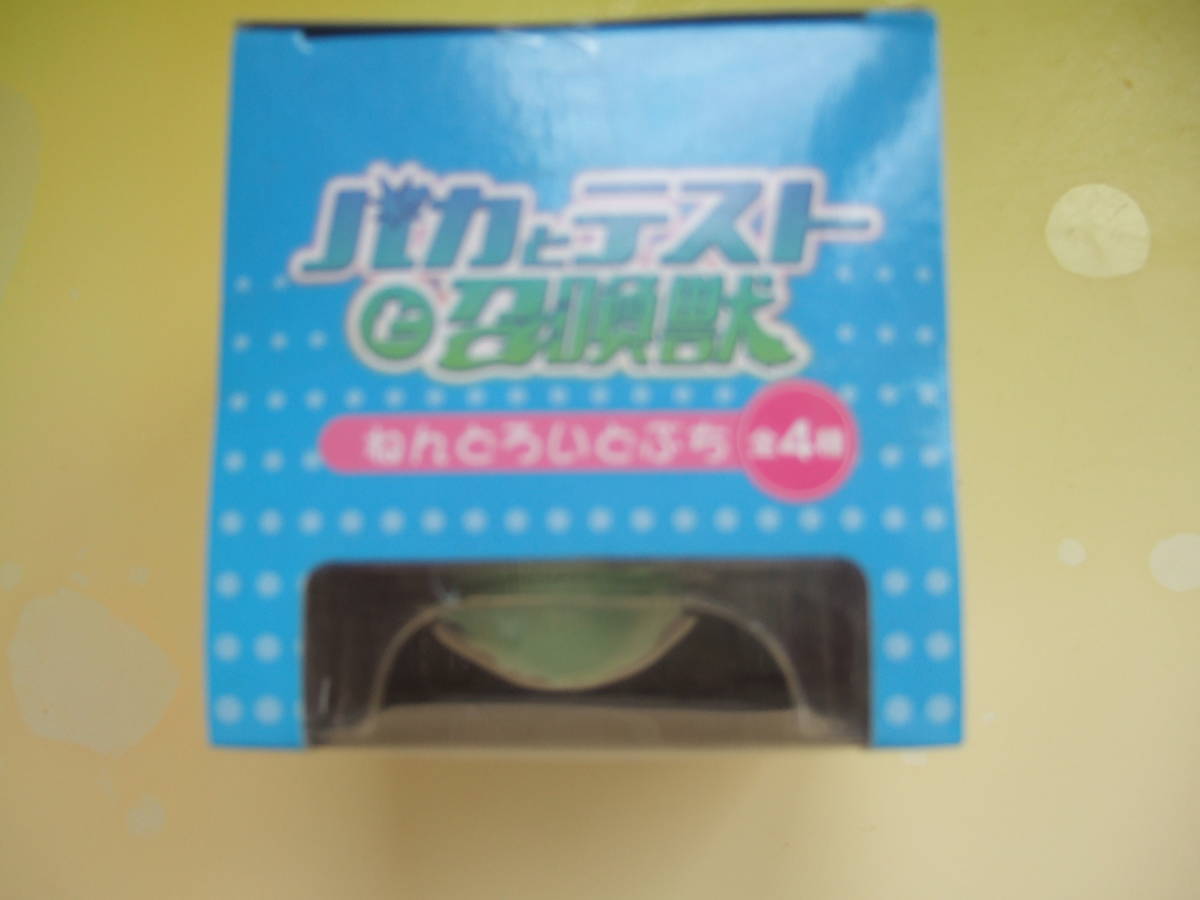 バカとテスト
と召喚獣
ねんどろいどぷち 全4種